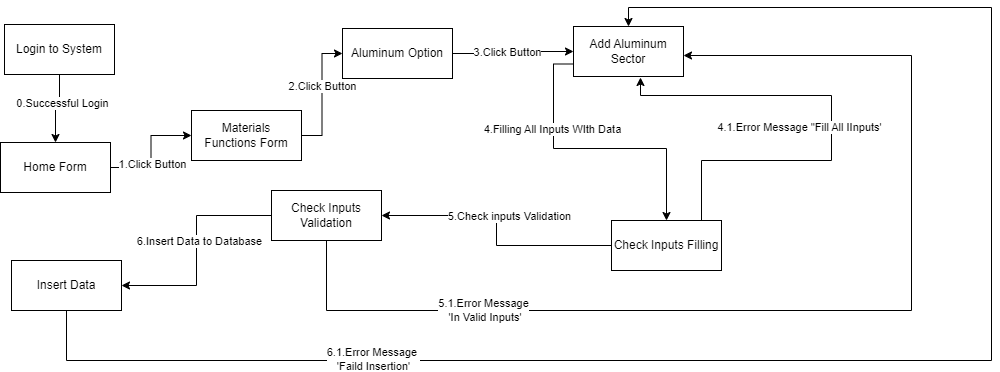 Login to System
0.Successful Login
Home Form
1.Click Button
Materials
Functions Form
2.Click Button
Aluminum Option
3.Click Button
Add Aluminum
Sector
4.Filling All Inputs WIth Data
4.1.Error Message "Fill All IInputs'
Check Inputs Filling
5.Check inputs Validation
Check Inputs
Validation
5.1.Error Message
'In Valid Inputs'
6.Insert Data to Database
Insert Data
6.1.Error Message
'Faild Insertion'